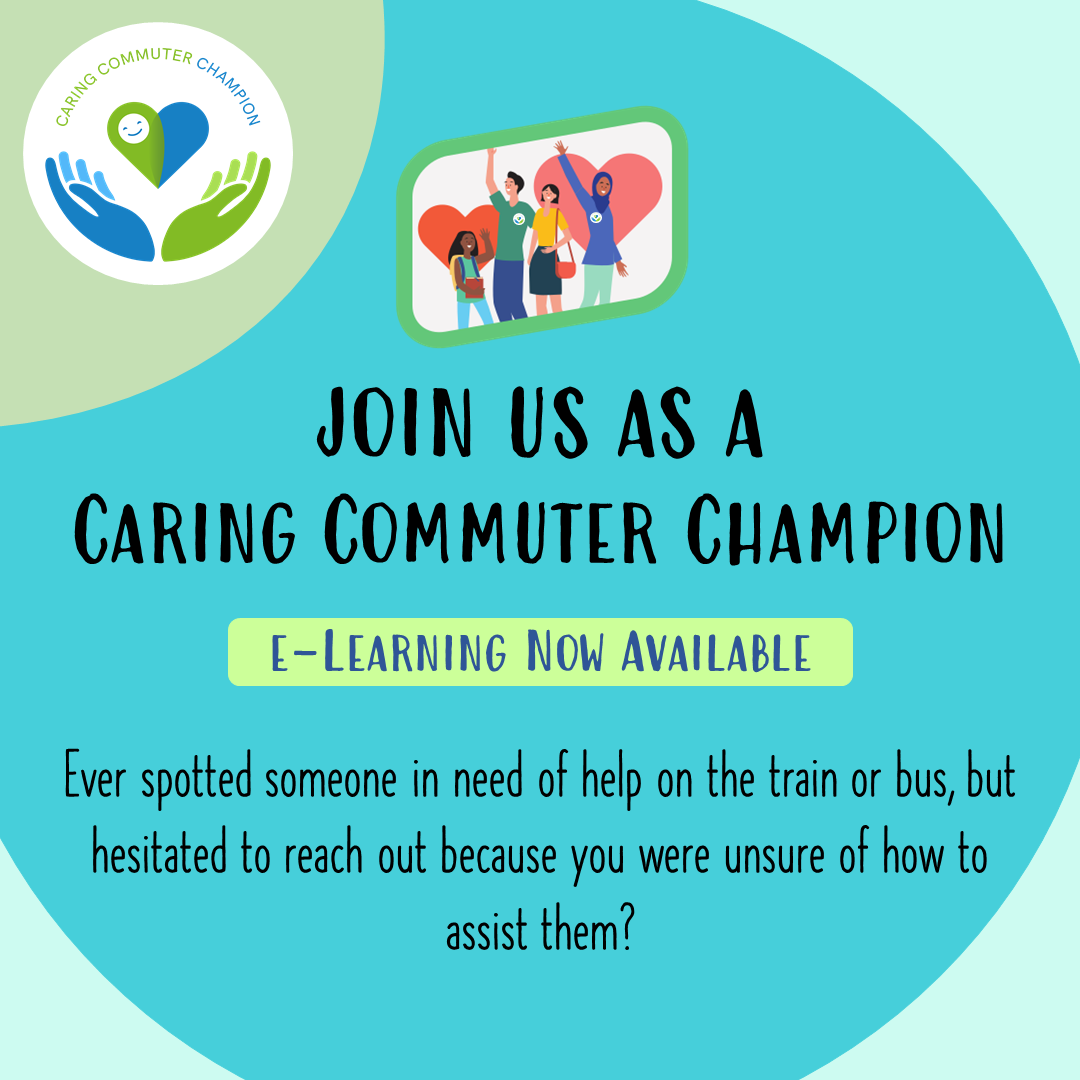 CARING COMMUTER CHAMPION
JOIN US AS A
CARING COMMUTER CHAMPION
E-LEARNING NOW AVAILABLE
Ever spotted someone in need of help on the train or bus, but
hesitated to reach out because you were unsure of how to
assist them?